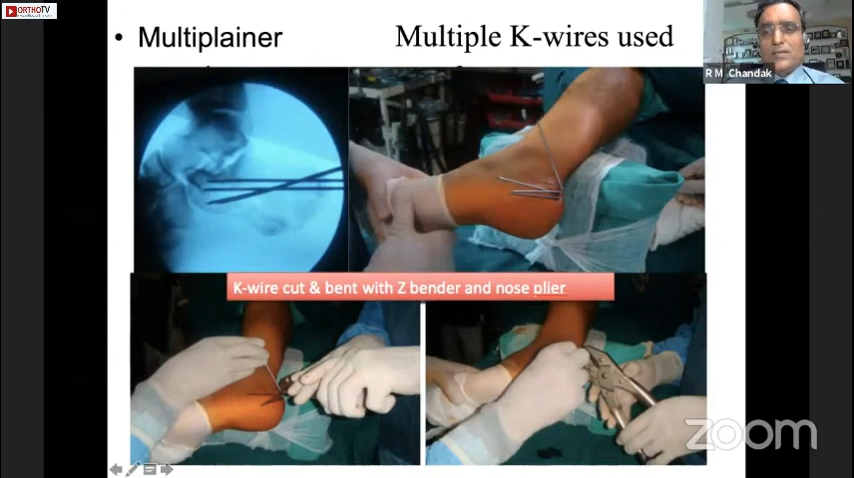 ORTHOTV
• Multiplainer
Multiple K-wires used
R M Chandak
K-wire cut & bent with Z bender and nose plier
zoom